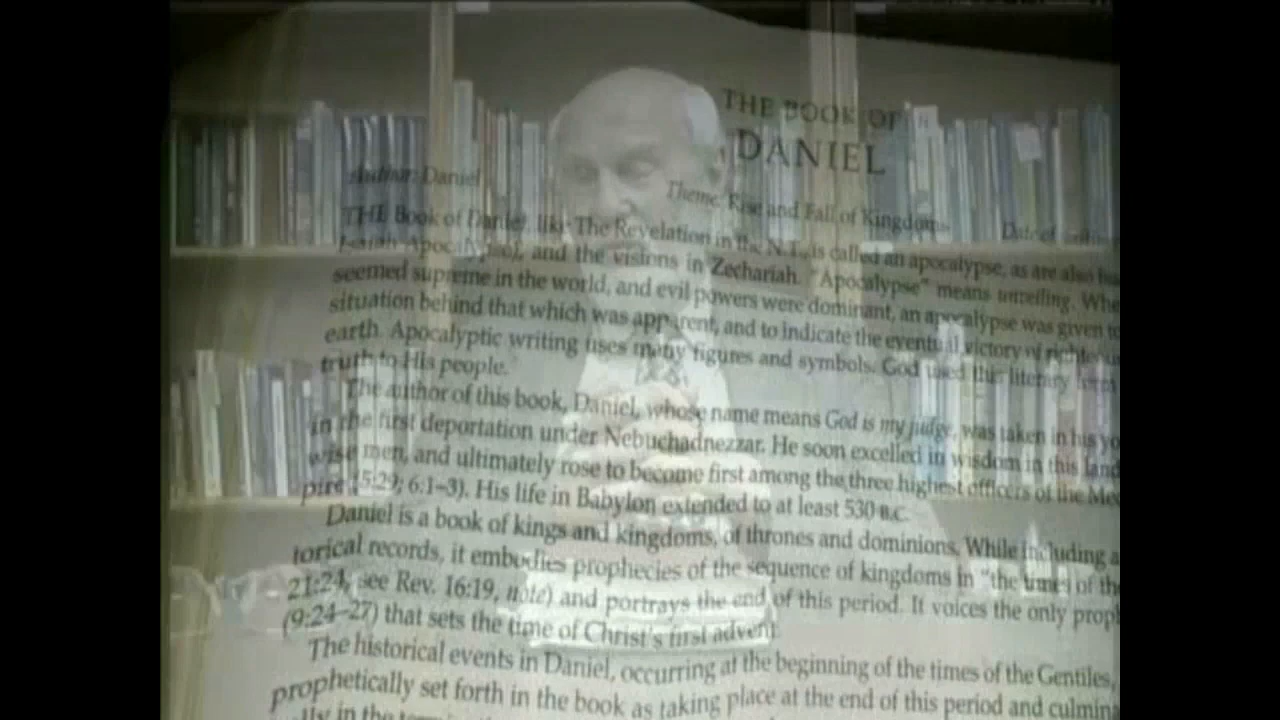 THE BOOK OF
DANIEL
Author: Daniel Theme: Rise and Fall of Kingdoms Date of
THE Book of Daniel, like The Revelation in the N.T., is called an apocalypse, as are also
Isaiah Apocalypse), and the visions in Zechariah. "Apocalypse" means unveiling. Whe
seemed supreme in the world, and evil powers were dominant, an apocalypse was given to
situation behind that which was apparent, and to indicate the eventual victory of
earth. Apocalyptic writing uses many figures and symbols. God used this literary form
truth to His people.
The author of this book, Daniel, whose name means God is my judge, was taken in his yo
in the first deportation under Nebuchadnezzar. He soon excelled in wisdom in this land
wise men, and ultimately rose to become first among the three highest officers of the Med
pire (5:29; 6:1–3). His life in Babylon extended to at least 530 B.C.
Daniel is a book of kings and kingdoms, of thrones and dominions. While including a
torical records, it embodies prophecies of the sequence of kingdoms in "the times of the
21:24, see Rev. 16:19, note) and portrays the end of this period. It voices the only prop
(9:24–27) that sets the time of Christ's first advent.
The historical events in Daniel, occurring at the beginning of the times of the Gentiles,
prophetically set forth in the book as taking place at the end of this period and culmina
ally in the